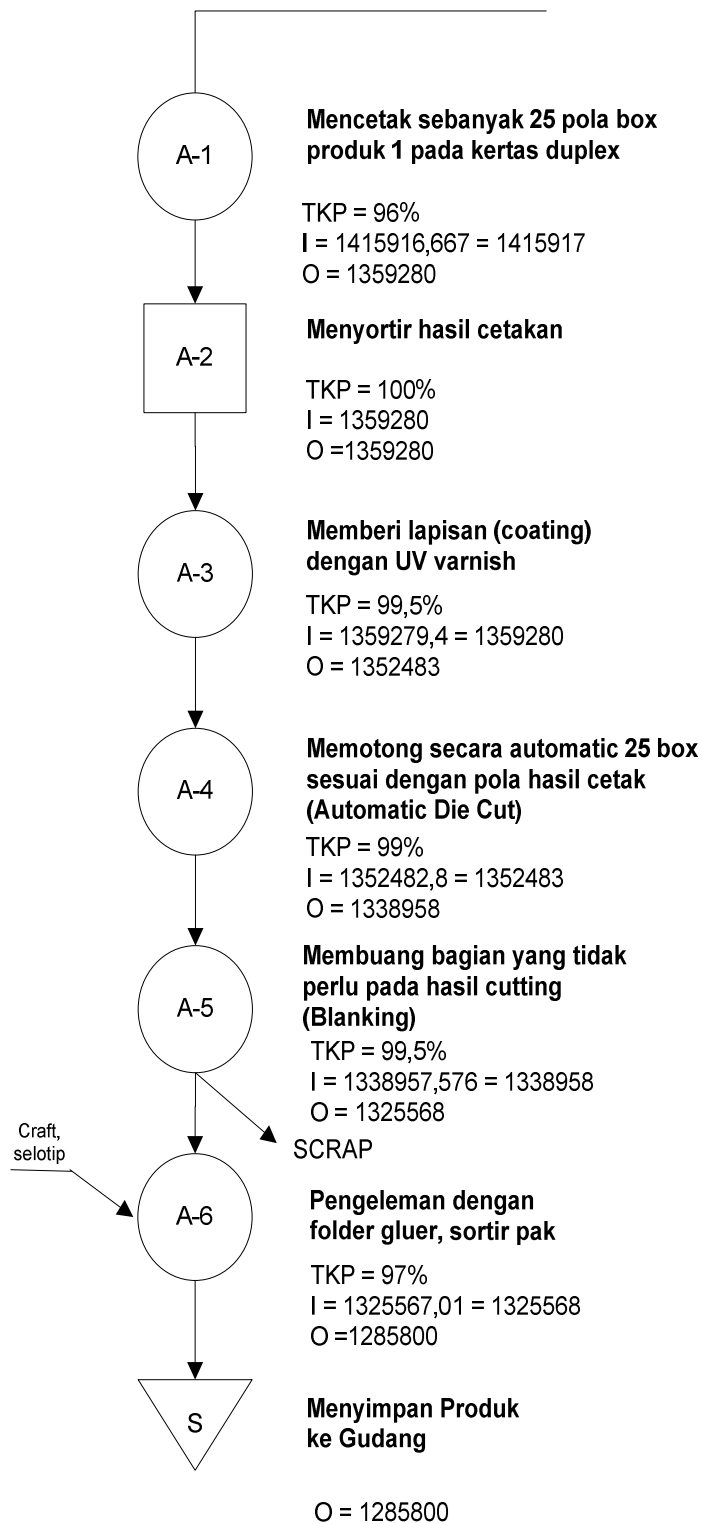 A-1
Mencetak sebanyak 25 pola box
produk 1 pada kertas duplex
TKP = 96%
I = 1415916,667 = 1415917
O = 1359280
A-2
Menyortir hasil cetakan
TKP = 100%
I = 1359280
O =1359280
A-3
Memberi lapisan (coating)
dengan UV varnish
TKP = 99,5%
I = 1359279,4 = 1359280
O = 1352483
A-4
Memotong secara automatic 25 box
sesuai dengan pola hasil cetak
(Automatic Die Cut)
TKP = 99%
I = 1352482,8 = 1352483
O = 1338958
A-5
Membuang bagian yang tidak
perlu pada hasil cutting
(Blanking)
TKP = 99,5%
I = 1338957,576 = 1338958
O = 1325568
SCRAP
Craft,
selotip
A-6
Pengeleman dengan
folder gluer, sortir pak
TKP = 97%
I = 1325567,01 = 1325568
O =1285800
S
Menyimpan Produk
ke Gudang
O = 1285800